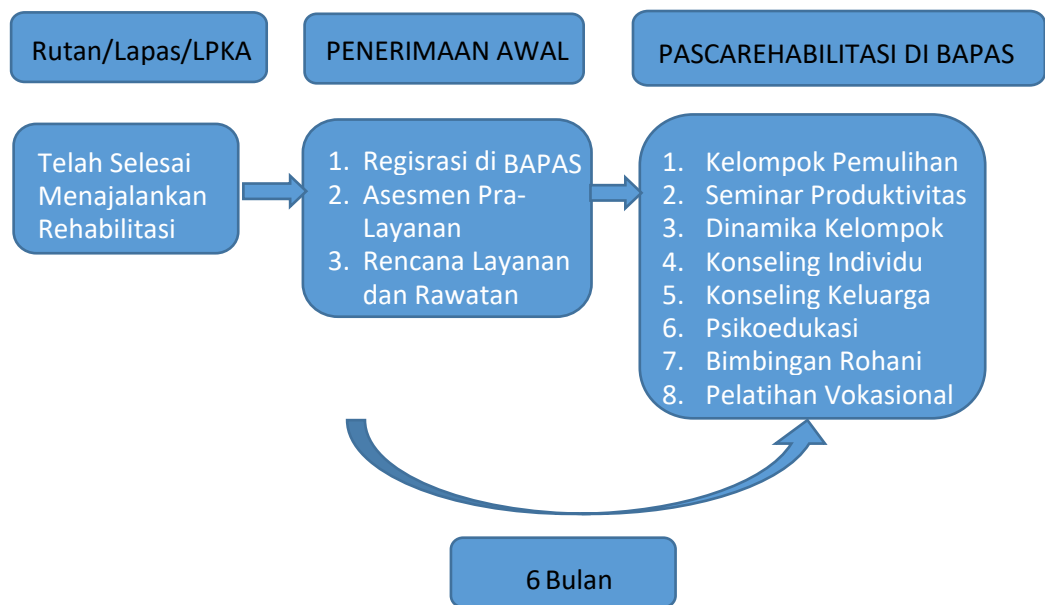 Rutan/Lapas/LPKA
PENERIMAAN AWAL
PASCAREHABILITASI DI BAPAS
Telah Selesai
Menajalankan
Rehabilitasi
1. Regisrasi di BAPAS
2. Asesmen Pra-
Layanan
3. Rencana Layanan
dan Rawatan
1. Kelompok Pemulihan
2. Seminar Produktivitas
3. Dinamika Kelompok
4. Konseling Individu
5. Konseling Keluarga
6. Psikoedukasi
7. Bimbingan Rohani
8. Pelatihan Vokasional
6 Bulan